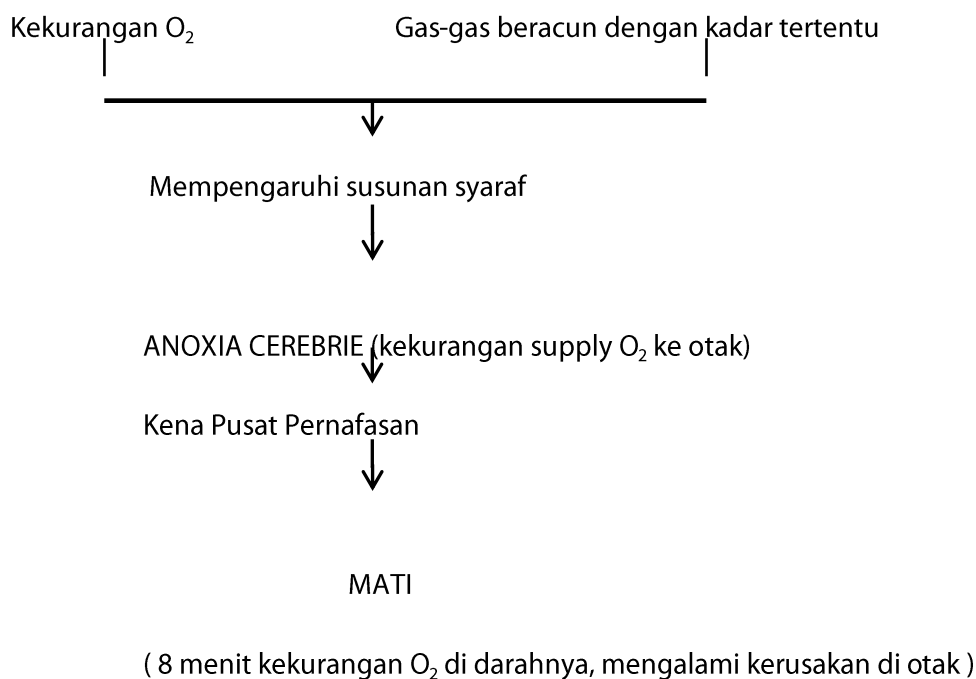 Kekurangan O₂ Gas-gas beracun dengan kadar tertentu
Mempengaruhi susunan syaraf
ANOXIA CEREBRIE (kekurangan supply O₂ ke otak)
Kena Pusat Pernafasan
MATI
( 8 menit kekurangan O₂ di darahnya, mengalami kerusakan di otak )